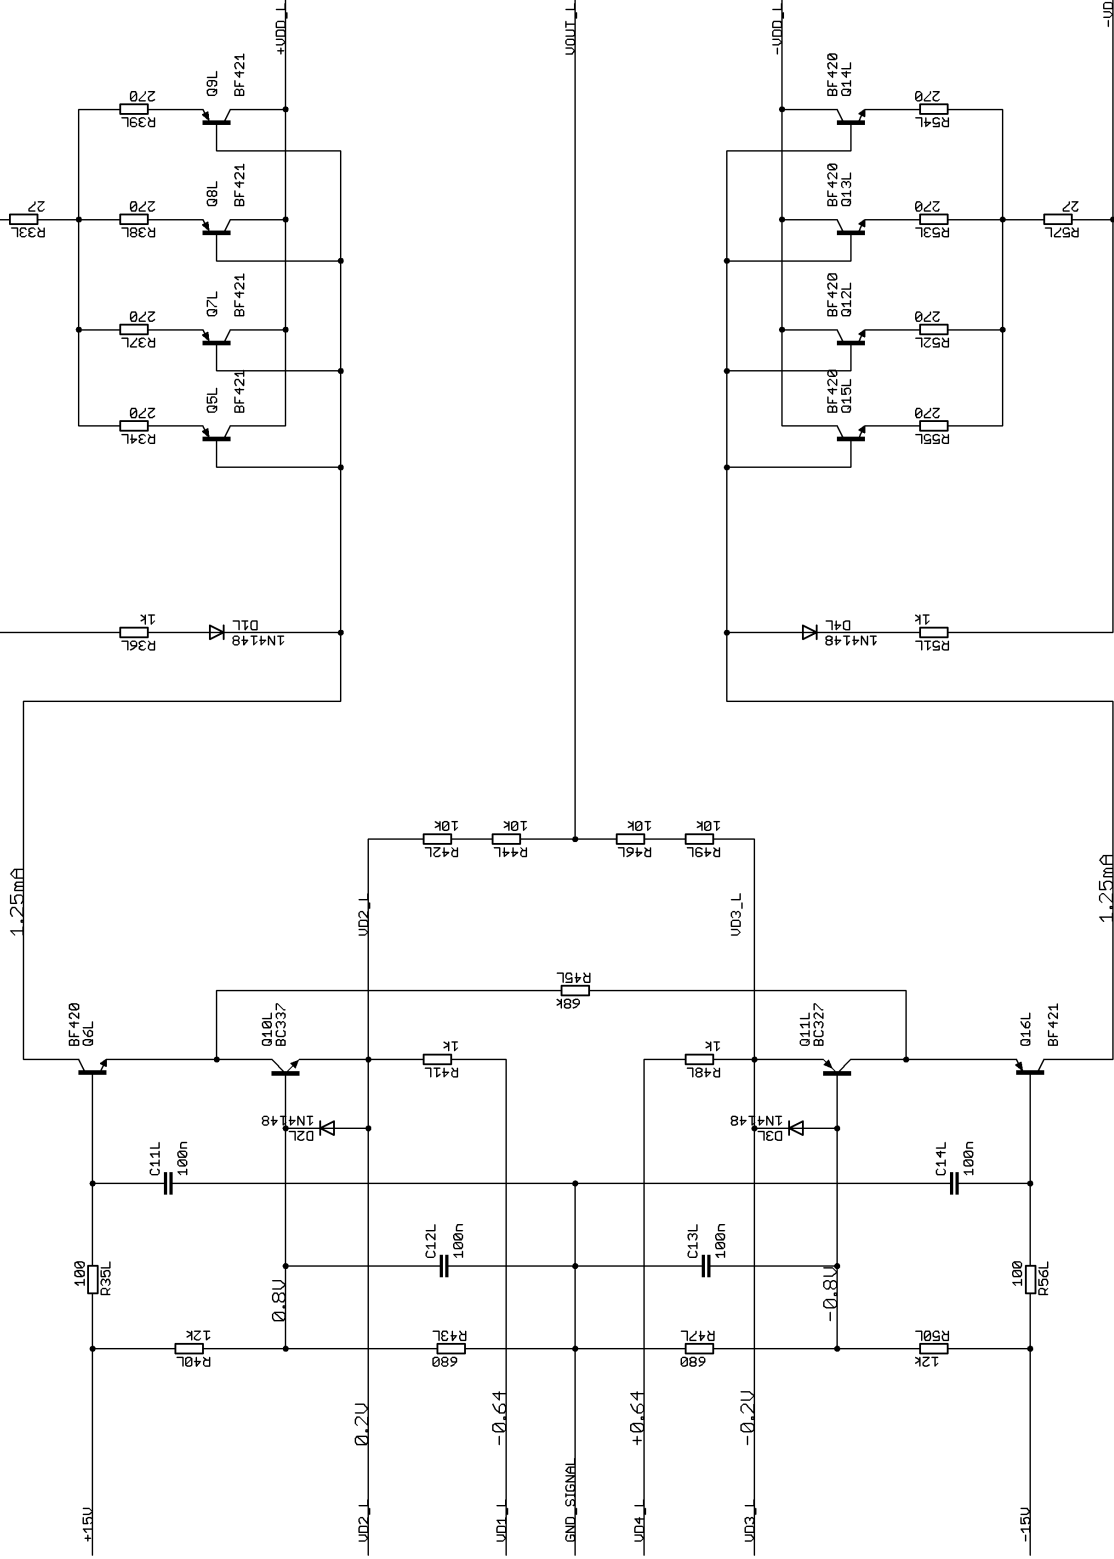 +VDD_L
VOUT_L
-VDD_L
-VD
Q9L
BF421
270
R39L
BF420
Q14L
270
R54L
27
R33L
Q8L
BF421
270
R38L
BF420
Q13L
270
R53L
27
R57L
Q7L
BF421
270
R37L
BF420
Q12L
270
R52L
Q5L
BF421
270
R34L
BF420
Q15L
270
R55L
1k
R36L
D1L
1N4148
D4L
1N4148
1k
R51L
10k
R42L
10k
R44L
10k
R46L
10k
R49L
1.25mA
VD2_L
VD3_L
1.25mA
R45L
68k
BF420
Q6L
Q10L
BC337
1k
R41L
1k
R48L
Q11L
BC327
Q16L
BF421
1N4148
D2L
1N4148
D3L
C11L
100n
C14L
100n
C12L
100n
C13L
100n
100
R35L
0.8V
-0.8V
100
R56L
12k
R40L
R43L
680
R47L
680
R50L
12k
0.2V
-0.64
+0.64
-0.2V
+15V
VD2_L
VD1_L
GND_SIGNAL
VD4_L
VD3_L
-15V